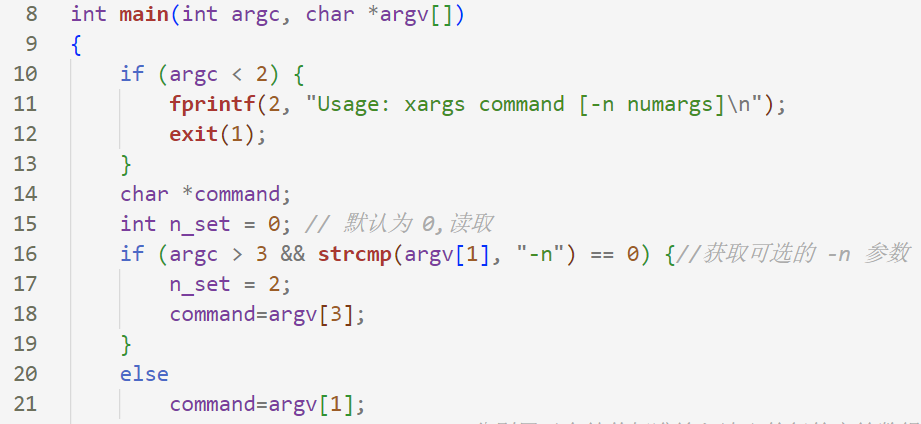 8 int main(int argc, char *argv[])
9 {
10 if (argc < 2) {
11 fprintf(2, "Usage: xargs command [-n numargs]\n");
12 exit(1);
13 }
14 char *command;
15 int n_set = 0; // 默认为 0,读取
16 if (argc > 3 && strcmp(argv[1], "-n") == 0) {//获取可选的 -n 参数
17 n_set = 2;
18 command=argv[3];
19 }
20 else
21 command=argv[1];